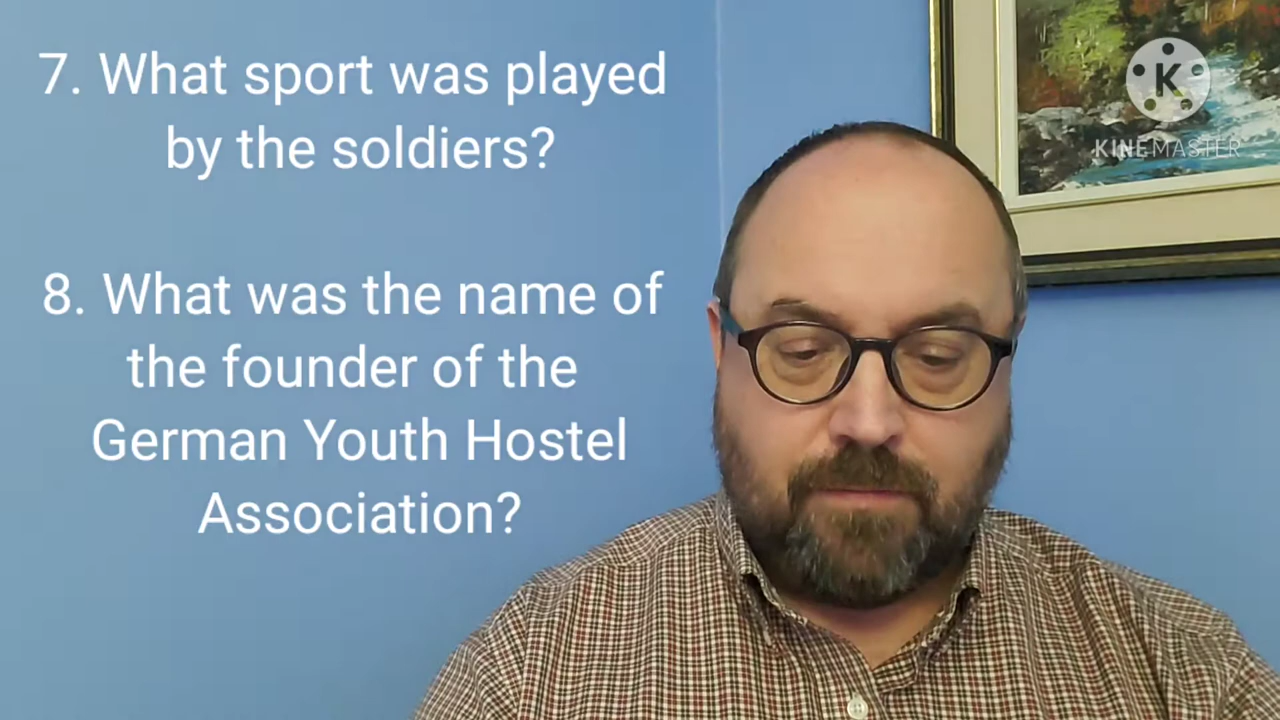 7. What sport was played
by the soldiers?
8. What was the name of
the founder of the
German Youth Hostel
Association?
K
KINEMASTER